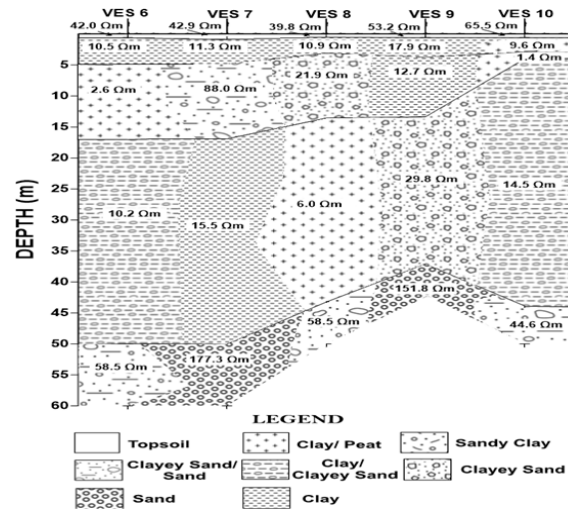 VES 6 VES 7 VES 8 VES 9 VES 10
42.0 Ωm 42.9 Ωm 39.8 Ωm 53.2 Ωm 65.5 Ωm
10.5 Ωm 11.3 Ωm 10.9 Ωm 17.9 Ωm 9.6 Ωm
5 1.4 Ωm
2.6 Ωm 88.0 Ωm 21.9 Ωm 12.7 Ωm
10
15
20
25
30
35
40
45
50
55
60
DEPTH (m)
29.8 Ωm 14.5 Ωm
10.2 Ωm 15.5 Ωm 6.0 Ωm
151.8 Ωm
58.5 Ωm 44.6 Ωm
58.5 Ωm 177.3 Ωm
LEGEND
Topsoil Clay/ Peat Sandy Clay
Clayey Sand/ Sand Clay/ Clayey Sand Clayey Sand
Sand Clay